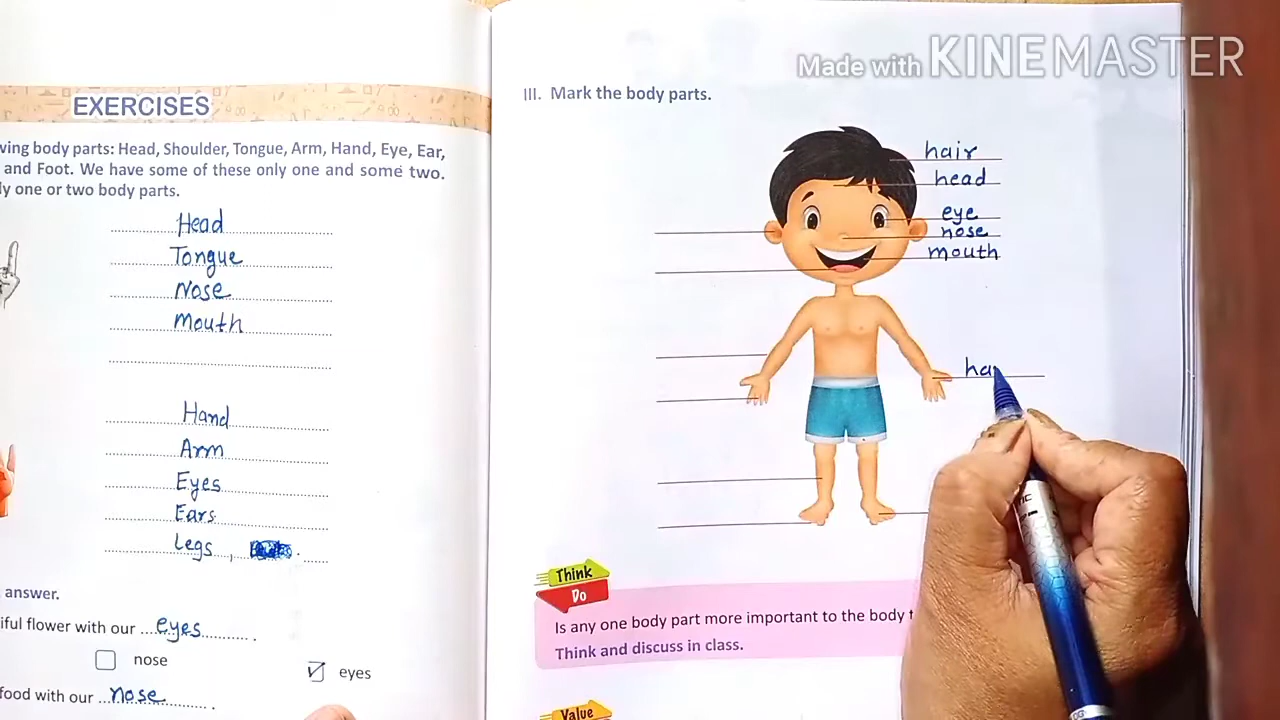 Made with KINEMASTER
EXERCISES
ving body parts: Head, Shoulder, Tongue, Arm, Hand, Eye, Ear,
and Foot. We have some of these only one and some two.
ly one or two body parts.
Head
Tongue
Nose
Mouth
Hand
Arm
Eyes
Ears
Legs ,
answer.
iful flower with our eyes .
nose
eyes
food with our nose .
III. Mark the body parts.
hair
head
eye
nose
mouth
ha
Think
Do
Is any one body part more important to the body t
Think and discuss in class.
Value